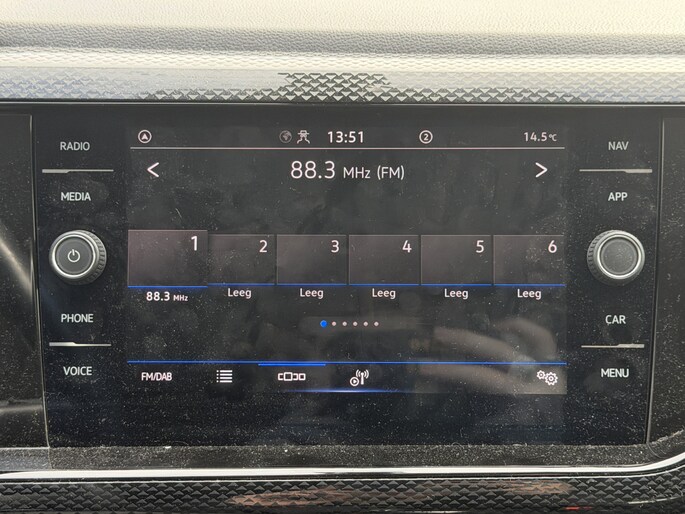 RADIO
MEDIA
PHONE
VOICE
13:51 2 14.5°C
88.3 MHz (FM)
1 2 3 4 5 6
88.3 MHz Leeg Leeg Leeg Leeg Leeg
FM/DAB
NAV
APP
CAR
MENU